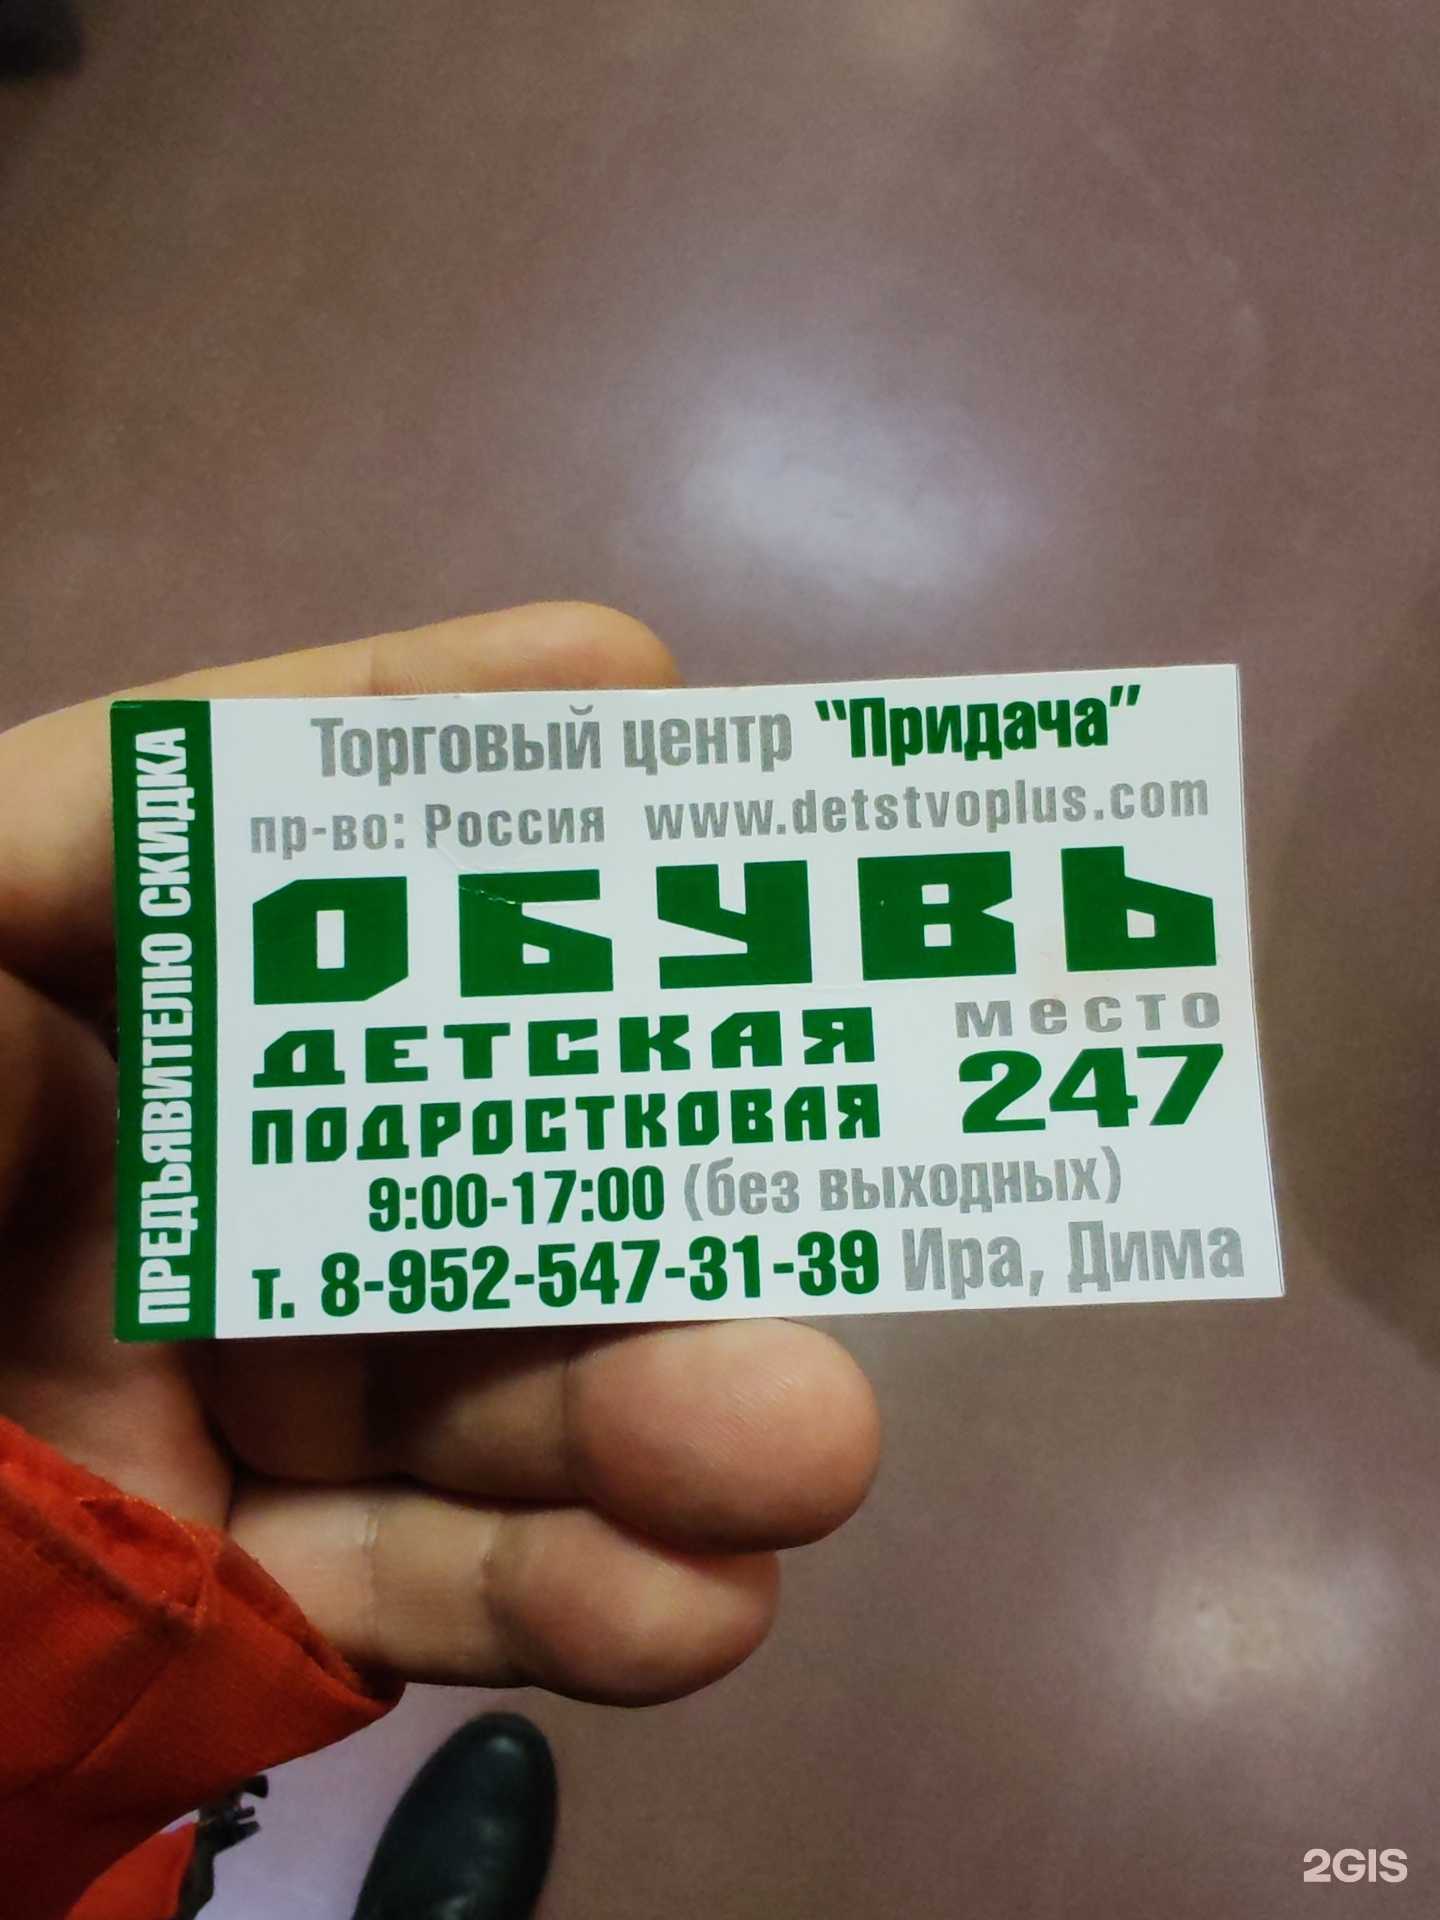 ПРЕДЪЯВИТЕЛЮ СКИДКА
Торговый центр "Придача"
пр-во: Россия www.detstvoplus.com
ОБУВЬ
ДЕТСКАЯ
ПОДРОСТКОВАЯ
место
247
9:00-17:00 (без выходных)
т. 8-952-547-31-39 Ира, Дима
2GIS